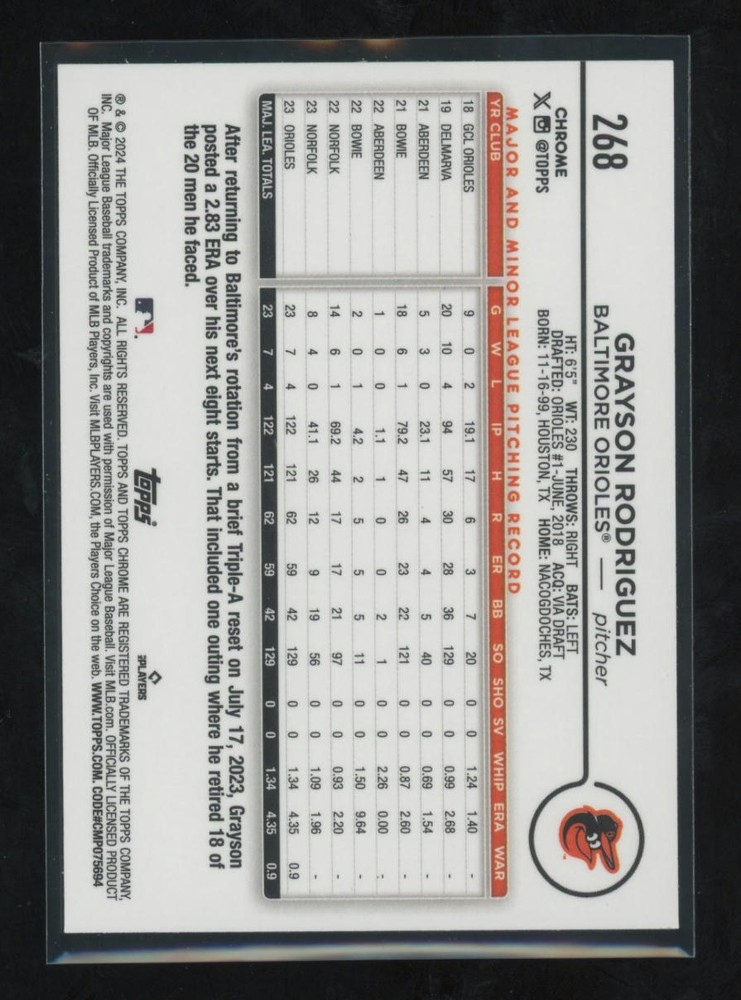 268
GRAYSON RODRIGUEZ
BALTIMORE ORIOLES® — pitcher
CHROME
@TOPPS
HT: 6'5" WT: 230 THROWS: RIGHT BATS: LEFT
DRAFTED: ORIOLES #1-JUNE, 2018 ACQ: VIA DRAFT
BORN: 11-16-99, HOUSTON, TX HOME: NACOGDOCHES, TX
MAJOR AND MINOR LEAGUE PITCHING RECORD
YR CLUB G W L IP H R ER BB SO SHO SV WHIP ERA WAR
18 GCL ORIOLES 9 0 2 19.1 17 6 3 7 20 0 0 1.24 1.40 -
19 DELMARVA 20 10 4 94 57 30 28 36 129 0 0 0.99 2.68 -
21 ABERDEEN 5 3 0 23.1 11 4 4 5 40 0 0 0.69 1.54 -
21 BOWIE 18 6 1 79.2 47 26 23 22 121 0 0 0.87 2.60 -
22 ABERDEEN 1 0 0 1.1 1 0 0 2 1 0 0 2.26 0.00 -
22 BOWIE 2 0 1 4.2 2 5 5 5 11 0 0 1.50 9.64 -
22 NORFOLK 14 6 1 69.2 44 17 17 21 97 0 0 0.93 2.20 -
23 NORFOLK 8 4 0 41.1 26 12 9 19 56 0 0 1.09 1.96 -
23 ORIOLES 23 7 4 122 121 62 59 42 129 0 0 1.34 4.35 0.9
MAJ. LEA. TOTALS 23 7 4 122 121 62 59 42 129 0 0 1.34 4.35 0.9
After returning to Baltimore's rotation from a brief Triple-A reset on July 17, 2023, Grayson
posted a 2.83 ERA over his next eight starts. That included one outing where he retired 18 of
the 20 men he faced.
topps
PLAYERS
® & © 2024 THE TOPPS COMPANY, INC. ALL RIGHTS RESERVED. TOPPS AND TOPPS CHROME ARE REGISTERED TRADEMARKS OF THE TOPPS COMPANY,
INC. Major League Baseball trademarks and copyrights are used with permission of Major League Baseball. Visit MLB.com. OFFICIALLY LICENSED PRODUCT
OF MLB. Officially Licensed Product of MLB Players, Inc. Visit MLBPLAYERS.COM, the Players Choice on the web. WWW.TOPPS.COM. CODE#CMP075694